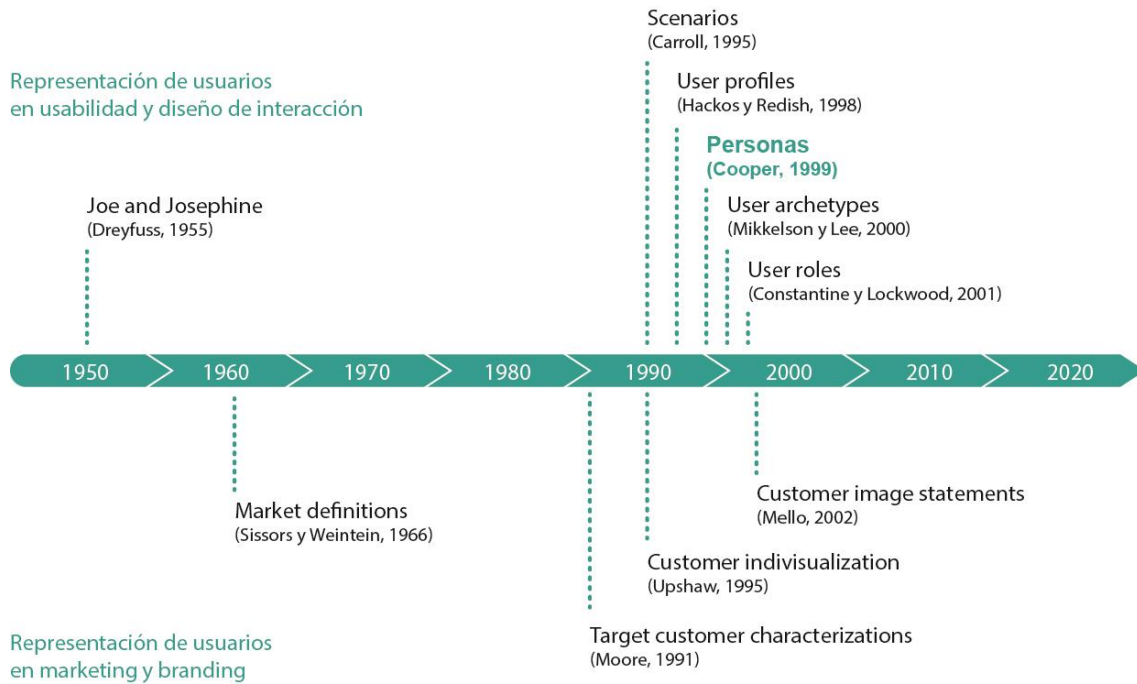 Scenarios
(Carroll, 1995)
Representación de usuarios
en usabilidad y diseño de interacción
User profiles
(Hackos y Redish, 1998)
Personas
(Cooper, 1999)
Joe and Josephine
(Dreyfuss, 1955)
User archetypes
(Mikkelson y Lee, 2000)
User roles
(Constantine y Lockwood, 2001)
1950 1960 1970 1980 1990 2000 2010 2020
Market definitions
(Sissors y Weintein, 1966)
Customer image statements
(Mello, 2002)
Customer indivisualization
(Upshaw, 1995)
Target customer characterizations
(Moore, 1991)
Representación de usuarios
en marketing y branding